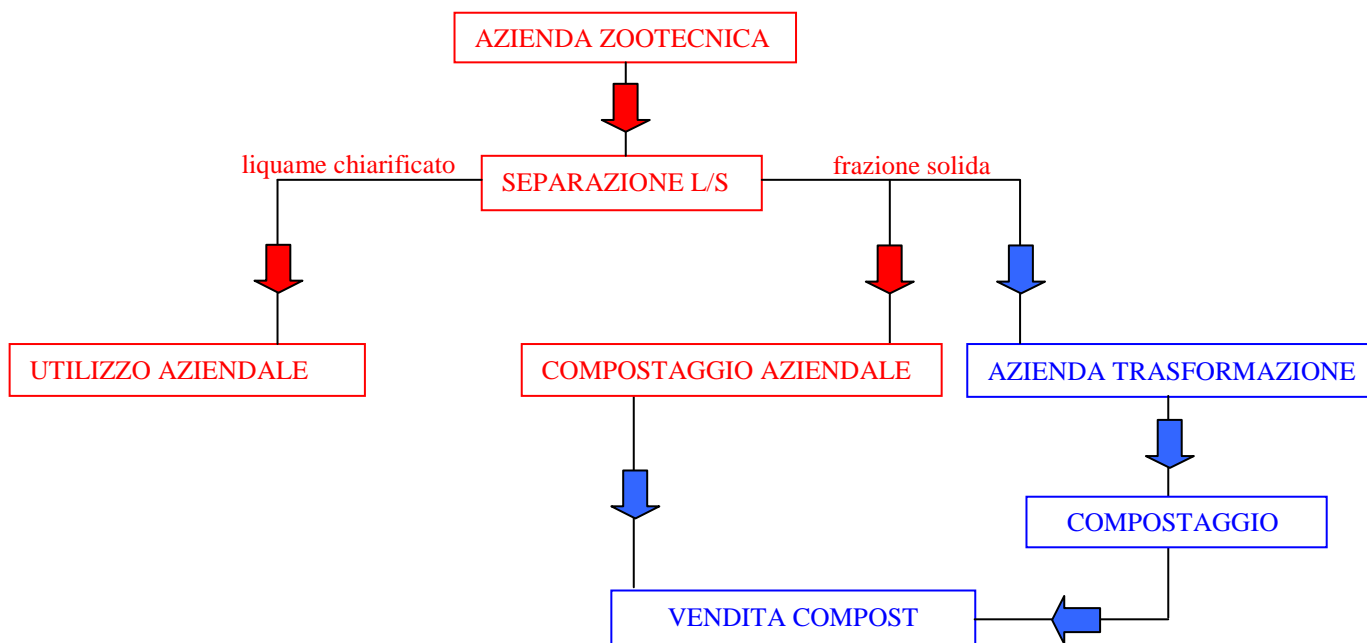 AZIENDA ZOOTECNICA
liquame chiarificato
frazione solida
SEPARAZIONE L/S
UTILIZZO AZIENDALE
COMPOSTAGGIO AZIENDALE
AZIENDA TRASFORMAZIONE
COMPOSTAGGIO
VENDITA COMPOST